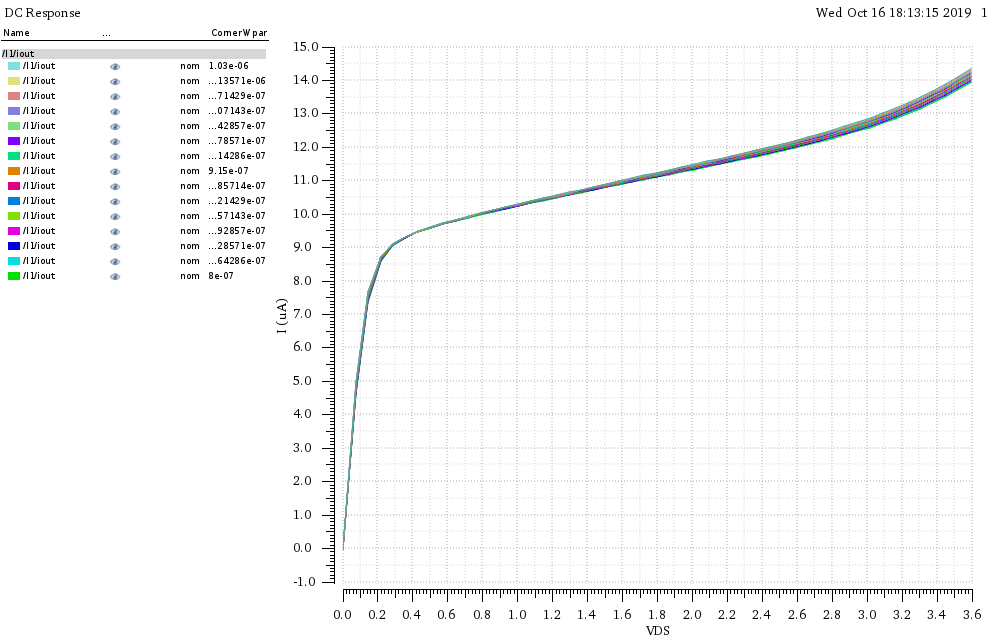 DC Response
Wed Oct 16 18:13:15 2019 1
Name ... Corner W par
/I1/iout
/I1/iout nom 1.03e-06
/I1/iout nom ...13571e-06
/I1/iout nom ...71429e-07
/I1/iout nom ...07143e-07
/I1/iout nom ...42857e-07
/I1/iout nom ...78571e-07
/I1/iout nom ...14286e-07
/I1/iout nom 9.15e-07
/I1/iout nom ...85714e-07
/I1/iout nom ...21429e-07
/I1/iout nom ...57143e-07
/I1/iout nom ...92857e-07
/I1/iout nom ...28571e-07
/I1/iout nom ...64286e-07
/I1/iout nom 8e-07
15.0
14.0
13.0
12.0
11.0
10.0
9.0
8.0
7.0
6.0
5.0
4.0
3.0
2.0
1.0
0.0
-1.0
I (uA)
0.0 0.2 0.4 0.6 0.8 1.0 1.2 1.4 1.6 1.8 2.0 2.2 2.4 2.6 2.8 3.0 3.2 3.4 3.6
VDS